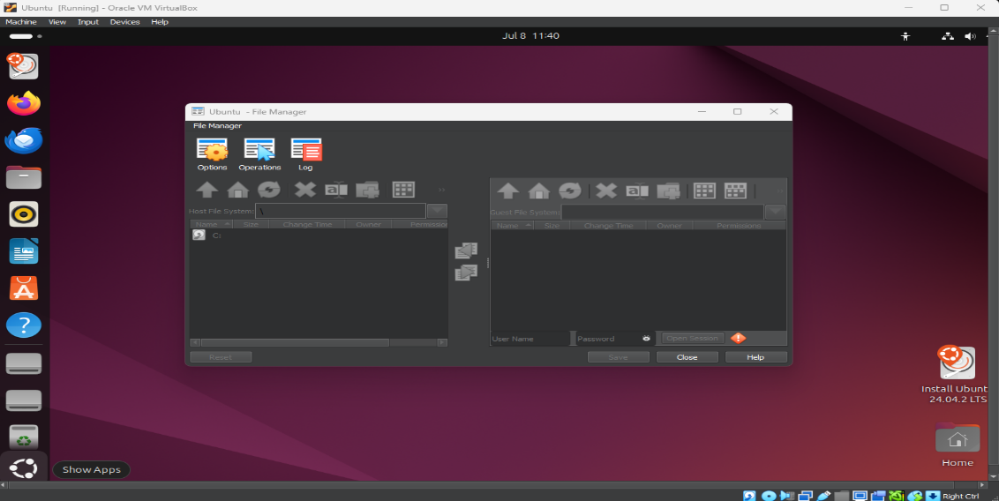 Ubuntu [Running] - Oracle VM VirtualBox
Machine View Input Devices Help
Jul 8 11:40
Ubuntu - File Manager
File Manager
Options Operations Log
Host File System: \
Guest File System:
Name Size Change Time Owner Permission
Name Size Change Time Owner Permissions
C:
User Name Password Open Session
Reset Save Close Help
Install Ubunt
24.04.2 LTS
Home
Show Apps
Right Ctrl